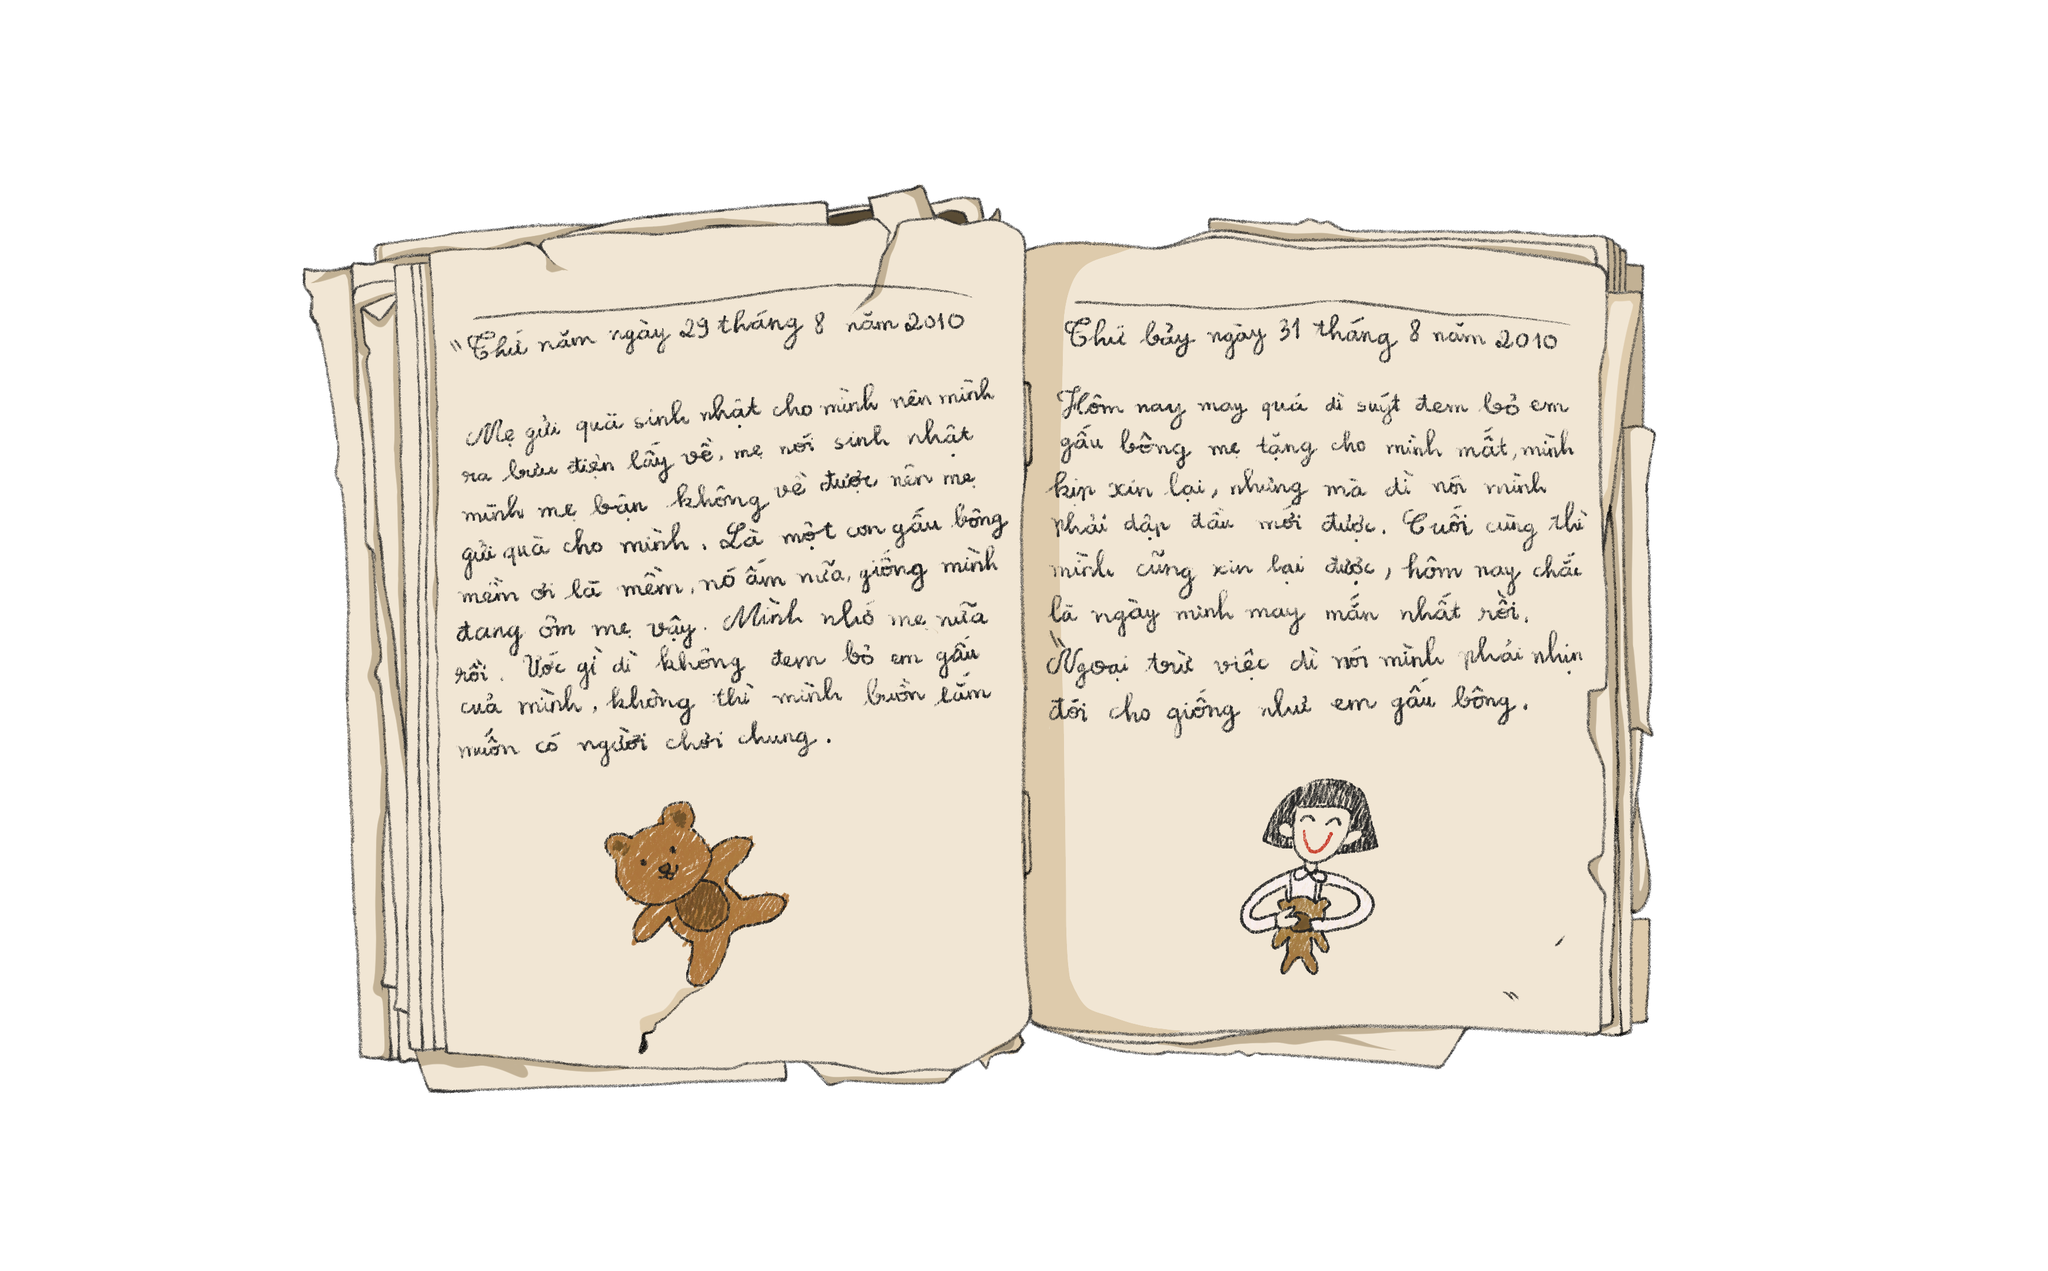 "Thứ năm ngày 29 tháng 8 năm 2010
Mẹ gửi quà sinh nhật cho mình nên mình
ra bưu điện lấy về, mẹ nói sinh nhật
mình mẹ bận không về được nên mẹ
gửi quà cho mình. Là một con gấu bông
mềm ơi là mềm, nó ấm nữa, giống mình
đang ôm mẹ vậy. Mình nhớ mẹ nữa
rồi. Ước gì dì không đem bỏ em gấu
của mình, không thì mình buồn lắm
muốn có người chơi chung.
Thứ bảy ngày 31 tháng 8 năm 2010
Hôm nay may quá dì suýt đem bỏ em
gấu bông mẹ tặng cho mình mất, mình
kịp xin lại, nhưng mà dì nói mình
phải dập đầu mới được. Cuối cùng thì
mình cũng xin lại được, hôm nay chắc
là ngày mình may mắn nhất rồi.
Ngoại trừ việc dì nói mình phải nhịn
đói cho giống như em gấu bông.
"